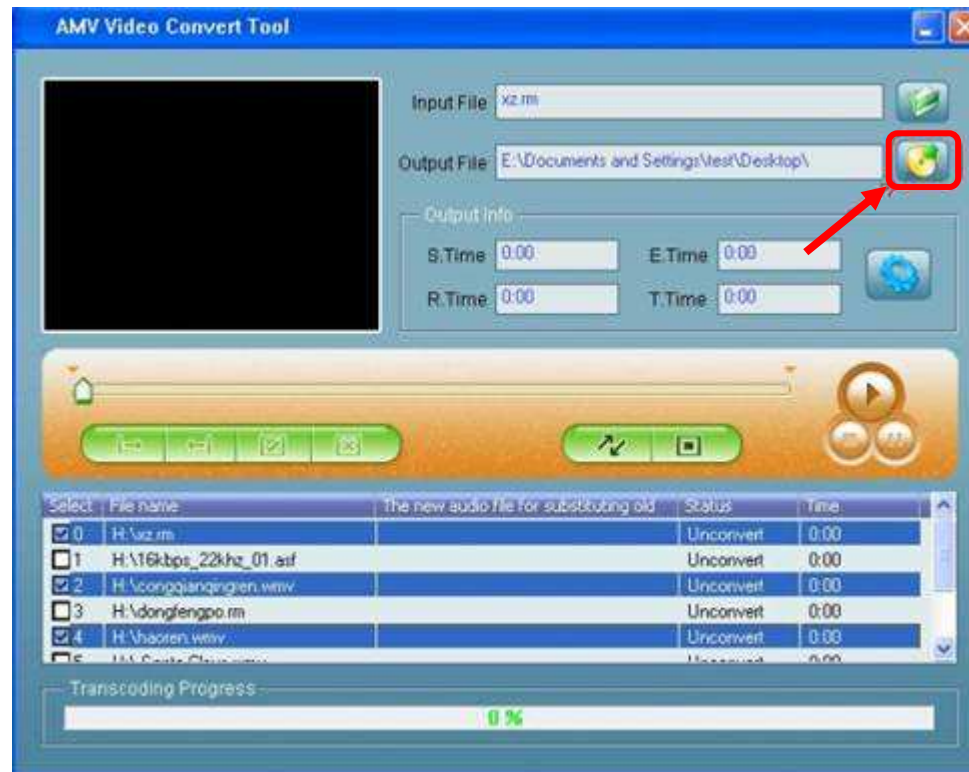 AMV Video Convert Tool
Input File xz.rm
Output File E:\Documents and Settings\test\Desktop\
Output Info
S.Time 0:00 E.Time 0:00
R.Time 0:00 T.Time 0:00
Select File name The new audio file for substituting old Status Time
0 H:\xz.rm Unconvert 0:00
1 H:\16kbps_22khz_01.asf Unconvert 0:00
2 H:\congqianqingren.wmv Unconvert 0:00
3 H:\dongfengpo.rm Unconvert 0:00
4 H:\haoren.wmv Unconvert 0:00
Transcoding Progress
0 %